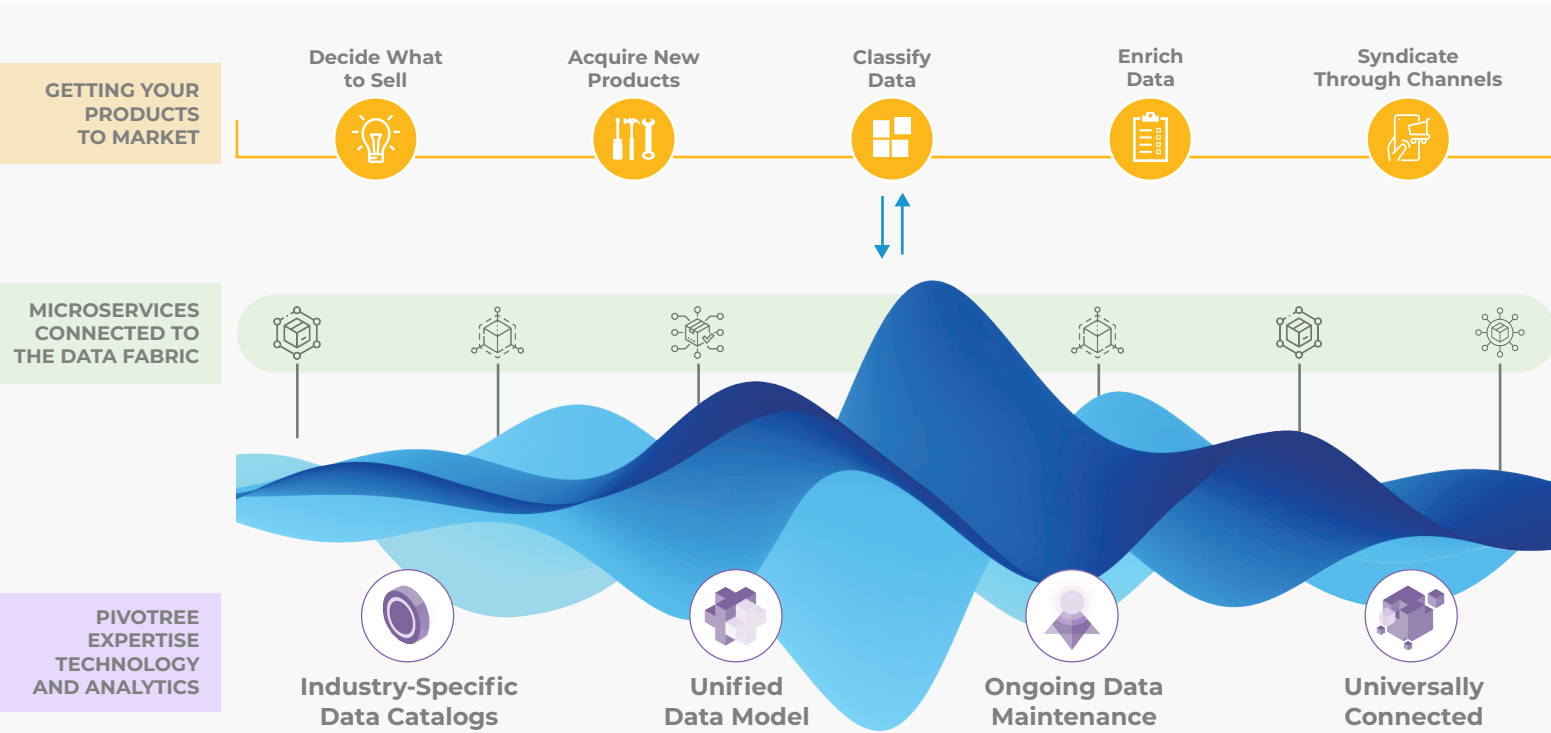 GETTING YOUR
PRODUCTS
TO MARKET
Decide What
to Sell
Acquire New
Products
Classify
Data
Enrich
Data
Syndicate
Through Channels
MICROSERVICES
CONNECTED TO
THE DATA FABRIC
PIVOTREE
EXPERTISE
TECHNOLOGY
AND ANALYTICS
Industry-Specific
Data Catalogs
Unified
Data Model
Ongoing Data
Maintenance
Universally
Connected